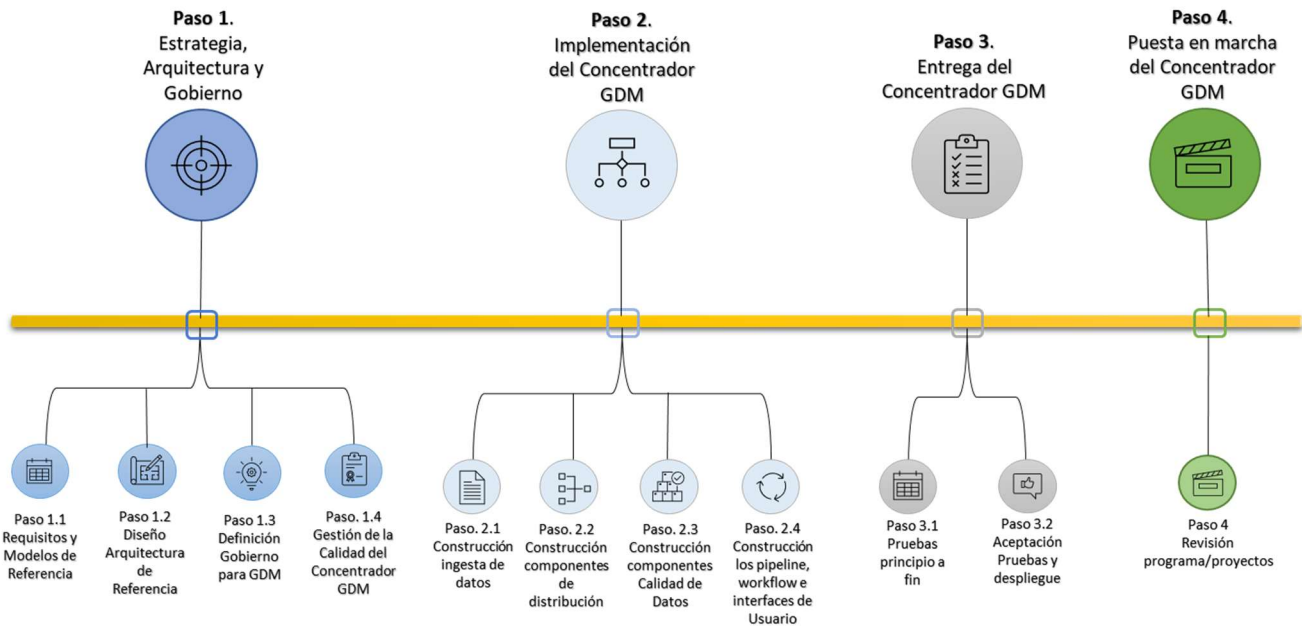 Paso 1.
Estrategia,
Arquitectura y
Gobierno
Paso 2.
Implementación
del Concentrador
GDM
Paso 3.
Entrega del
Concentrador GDM
Paso 4.
Puesta en marcha
del Concentrador
GDM
Paso 1.1
Requisitos y
Modelos de
Referencia
Paso 1.2
Diseño
Arquitectura
de
Referencia
Paso 1.3
Definición
Gobierno
para GDM
Paso. 1.4
Gestión de la
Calidad del
Concentrador
GDM
Paso. 2.1
Construcción
ingesta de
datos
Paso. 2.2
Construcción
componentes
de
distribución
Paso. 2.3
Construcción
componentes
Calidad de
Datos
Paso. 2.4
Construcción
los pipeline,
workflow e
interfaces de
Usuario
Paso 3.1
Pruebas
principio a
fin
Paso 3.2
Aceptación
Pruebas y
despliegue
Paso 4
Revisión
programa/proyectos